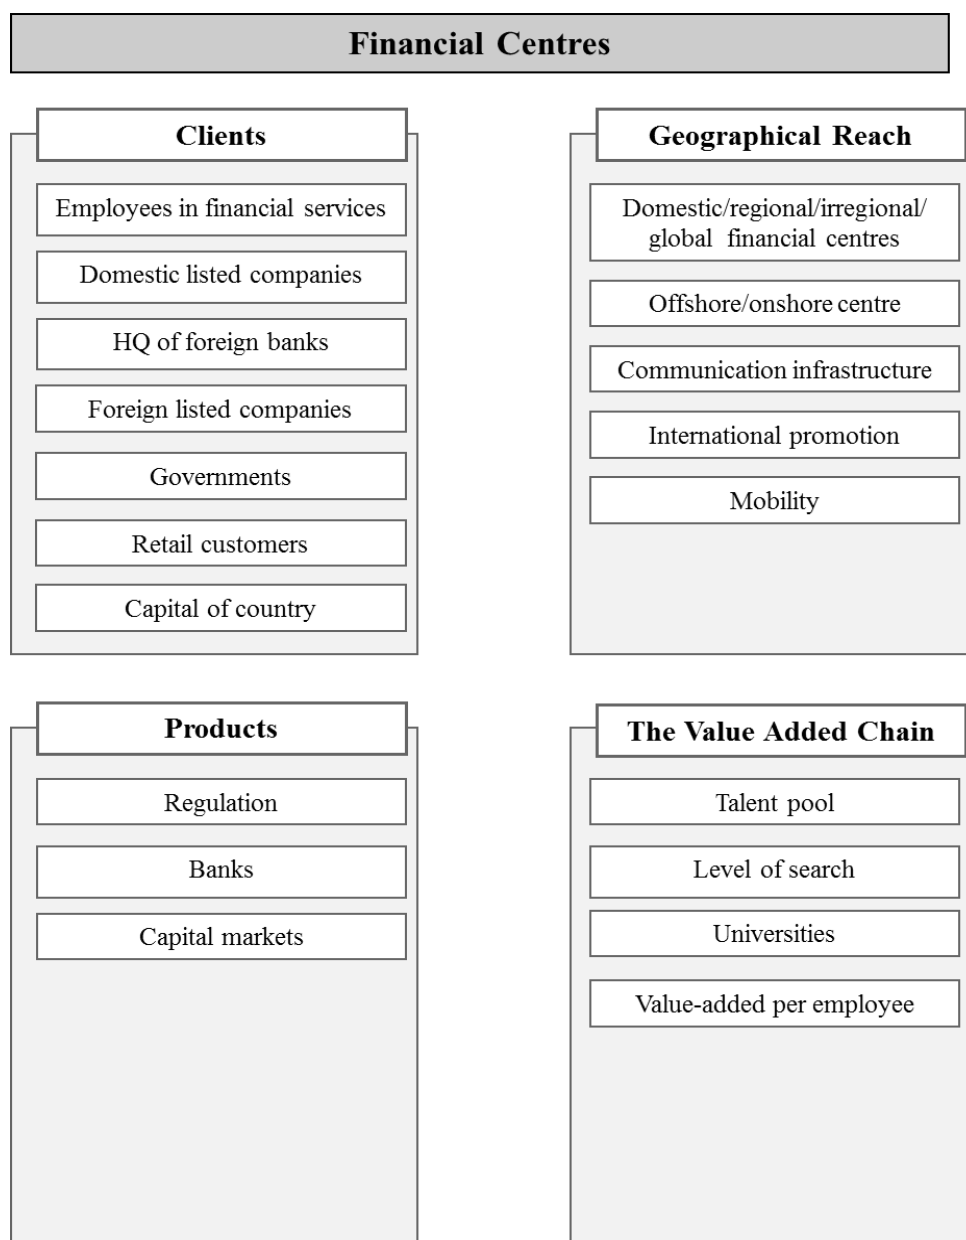 Financial Centres
Clients
Employees in financial services
Domestic listed companies
HQ of foreign banks
Foreign listed companies
Governments
Retail customers
Capital of country
Geographical Reach
Domestic/regional/irregional/
global financial centres
Offshore/onshore centre
Communication infrastructure
International promotion
Mobility
Products
Regulation
Banks
Capital markets
The Value Added Chain
Talent pool
Level of search
Universities
Value-added per employee